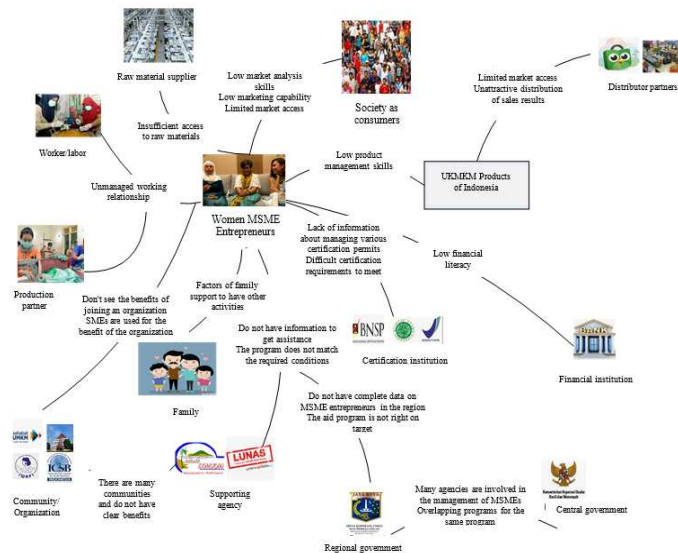 Raw material supplier
Low market analysis
skills
Low marketing capability
Limited market access
Society as
consumers
Limited market access
Unattractive distribution
of sales results
Distributor partners
Insufficient access
to raw materials
Worker/labor
Low product
management skills
UKMKM Products
of Indonesia
Unmanaged working
relationship
Women MSME
Entrepreneurs
Lack of information
about managing various
certification permits
Difficult certification
requirements to meet
Low financial
literacy
Production
partner
Don't see the benefits of
joining an organization
SMEs are used for the
benefit of the organization
Factors of family
support to have other
activities
Do not have information to
get assistance
The program does not match
the required conditions
BNSP
Certification institution
BANK
Financial institution
Family
Do not have complete data on
MSME entrepreneurs in the region
The aid program is not right on
target
UMKM
ICSB
Community/
Organization
There are many
communities
and do not have
clear benefits
LUNAS
Supporting
agency
JAYA RAYA
Regional government
Many agencies are involved in
the management of MSMEs
Overlapping programs for
the same program
Central government